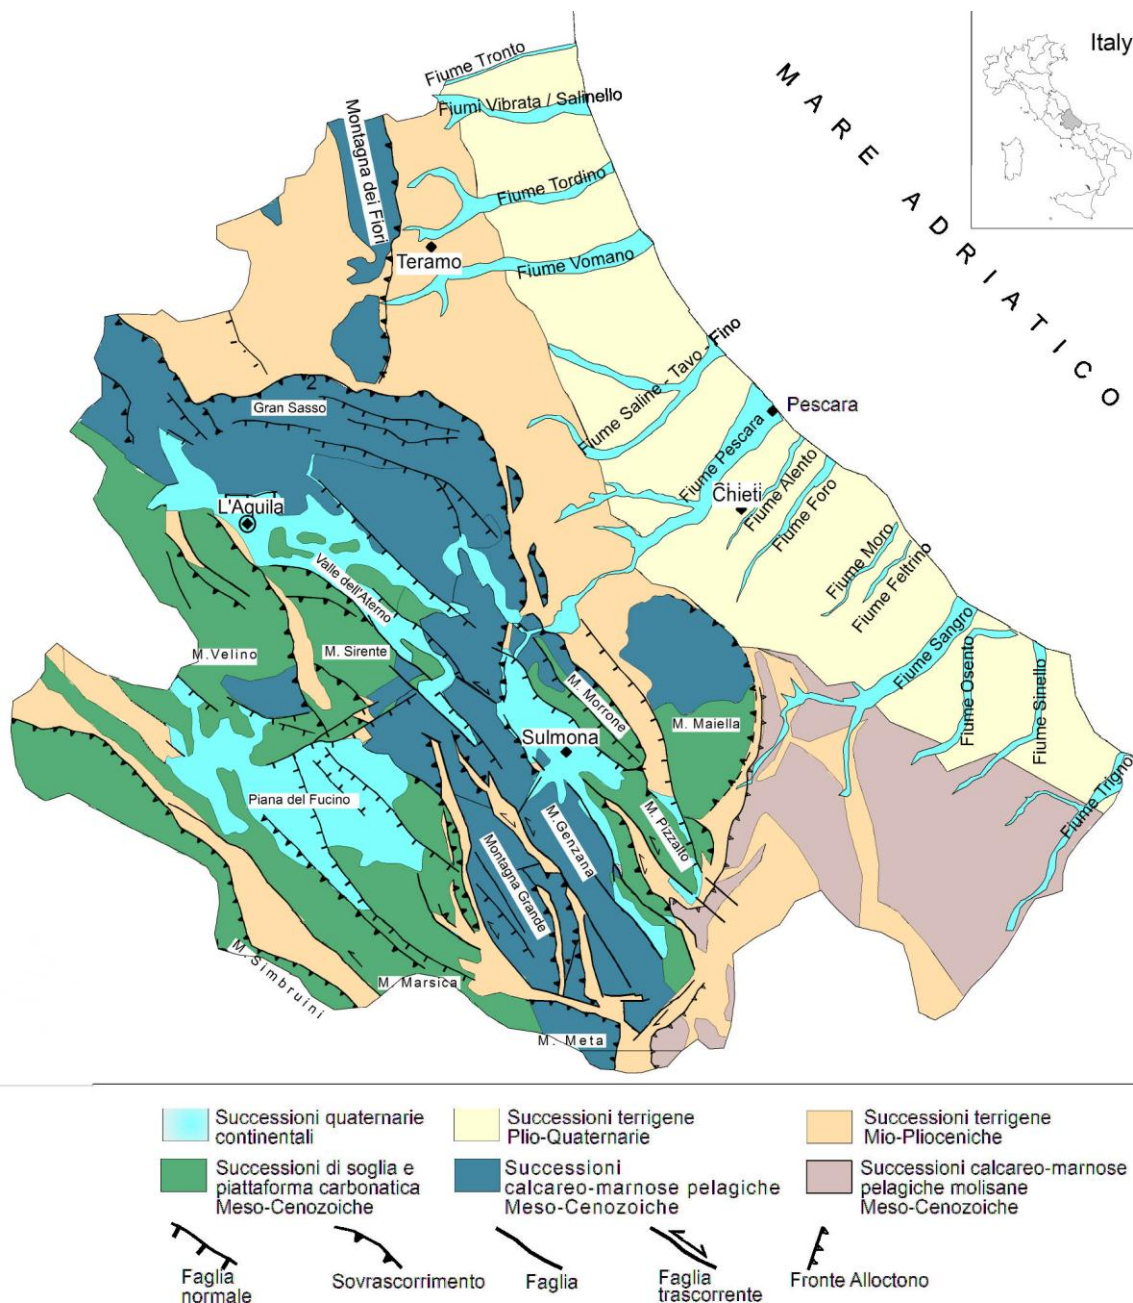 Italy
MARE ADRIATICO
Fiume Tronto
Fiumi Vibrata / Salinello
Montagna dei Fiori
Fiume Tordino
Teramo
Fiume Vomano
Fiume Saline - Tavo - Fino
2
Gran Sasso
Pescara
Fiume Pescara
Chieti
Fiume Alento
Fiume Foro
L'Aquila
Fiume Moro
Fiume Feltrino
Valle dell'Aterno
Fiume Sangro
M.Velino
M. Sirente
M. Morrone
M. Maiella
Fiume Osento
Fiume Sinello
Sulmona
Fiume Trigno
Piana del Fucino
M.Genzana
M. Pizzalto
Montagna Grande
M. Simbruini
M. Marsica
M. Meta
Successioni quaternarie
continentali
Successioni terrigene
Plio-Quaternarie
Successioni terrigene
Mio-Plioceniche
Successioni di soglia e
piattaforma carbonatica
Meso-Cenozoiche
Successioni
calcareo-marnose pelagiche
Meso-Cenozoiche
Successioni calcareo-marnose
pelagiche molisane
Meso-Cenozoiche
Faglia
normale
Sovrascorrimento
Faglia
Faglia
trascorrente
Fronte Alloctono